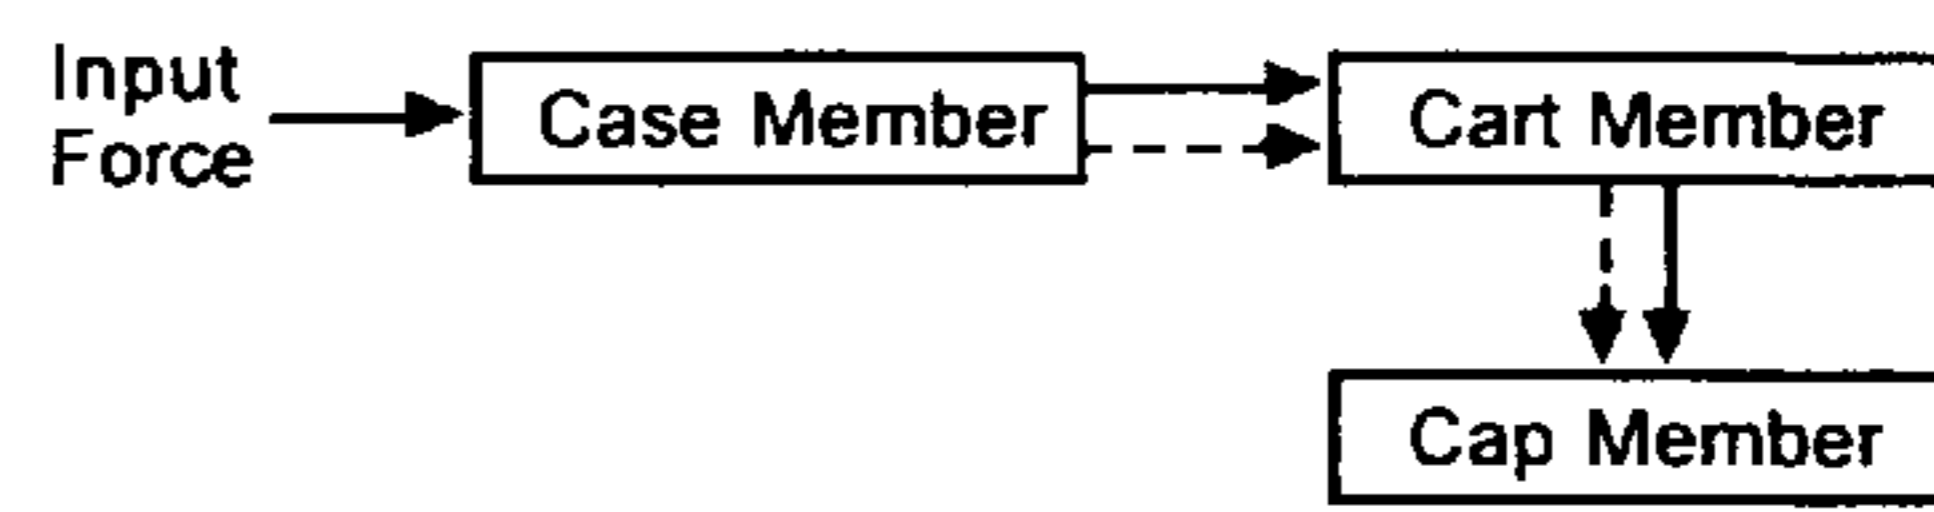 Input
Force
Case Member
Cart Member
Cap Member